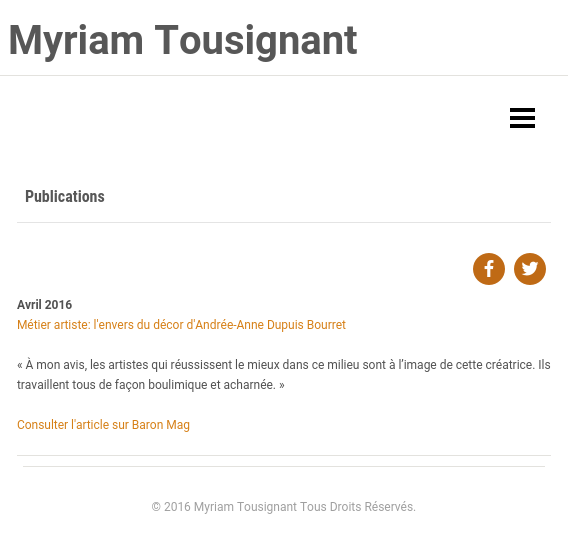 Myriam Tousignant
Publications
Avril 2016
Métier artiste: l'envers du décor d'Andrée-Anne Dupuis Bourret
« À mon avis, les artistes qui réussissent le mieux dans ce milieu sont à l’image de cette créatrice. Ils
travaillent tous de façon boulimique et acharnée. »
Consulter l'article sur Baron Mag
© 2016 Myriam Tousignant Tous Droits Réservés.